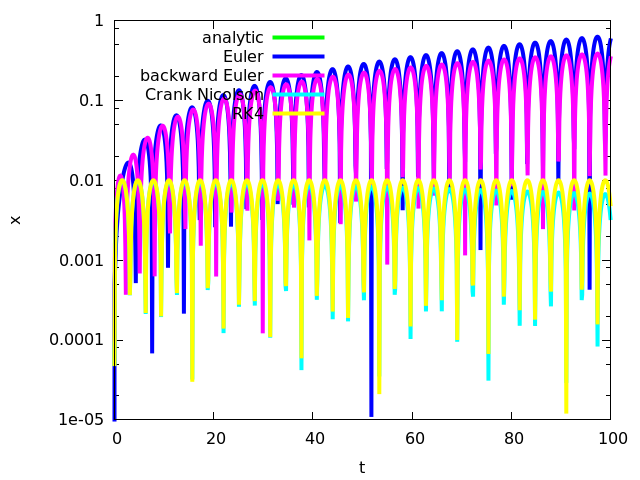 1
0.1
0.01
0.001
0.0001
1e-05
x
analytic
Euler
backward Euler
Crank Nicolson
RK4
0 20 40 60 80 100
t